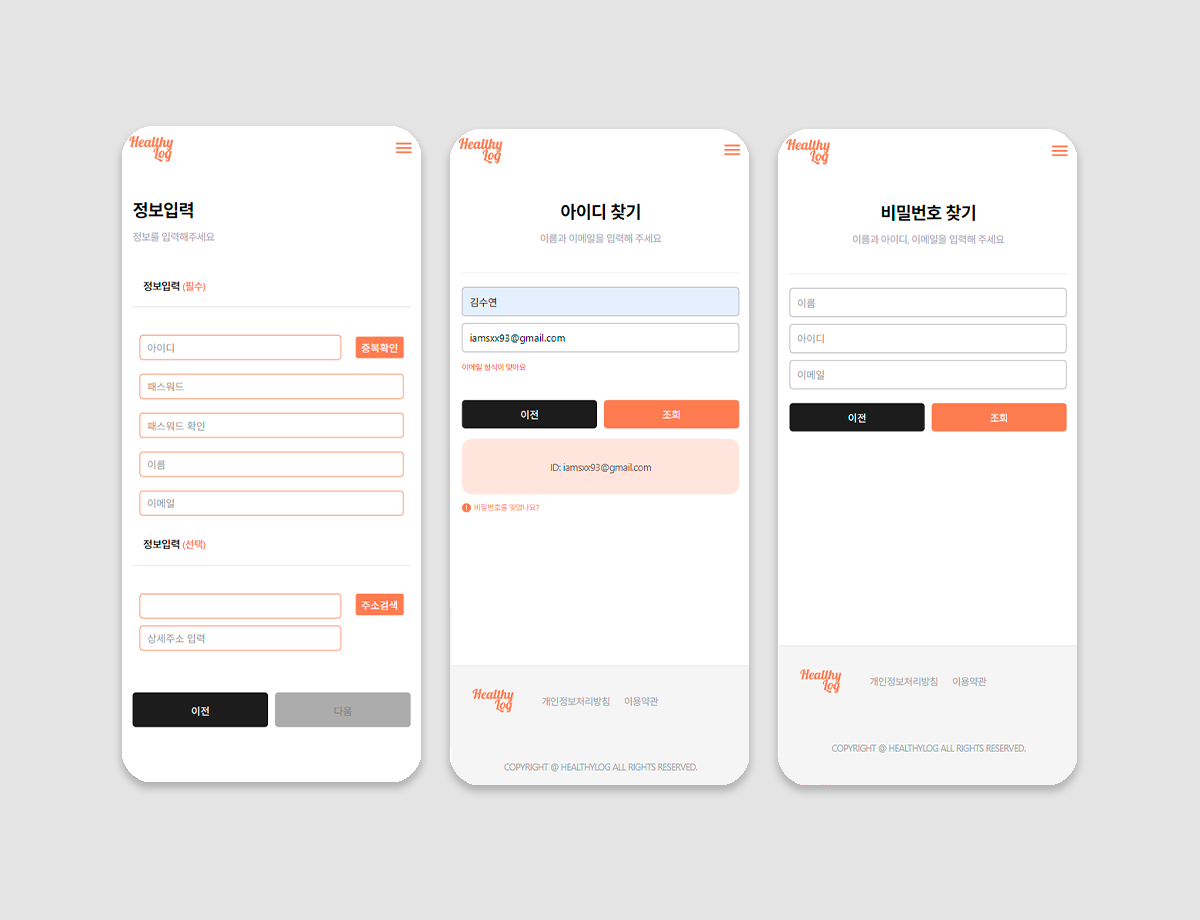 Healthy
Log
정보입력
정보를 입력해주세요
정보입력 (필수)
아이디
중복확인
패스워드
패스워드 확인
이름
이메일
정보입력 (선택)
주소검색
상세주소 입력
이전
다음
Healthy
Log
아이디 찾기
이름과 이메일을 입력해 주세요
김수연
iamsxx93@gmail.com
이메일 형식이 맞아요
이전
조회
ID: iamsxx93@gmail.com
! 비밀번호를 잊었나요?
Healthy
Log
개인정보처리방침 이용약관
COPYRIGHT @ HEALTHYLOG ALL RIGHTS RESERVED.
Healthy
Log
비밀번호 찾기
이름과 아이디, 이메일을 입력해 주세요
이름
아이디
이메일
이전
조회
Healthy
Log
개인정보처리방침 이용약관
COPYRIGHT @ HEALTHYLOG ALL RIGHTS RESERVED.